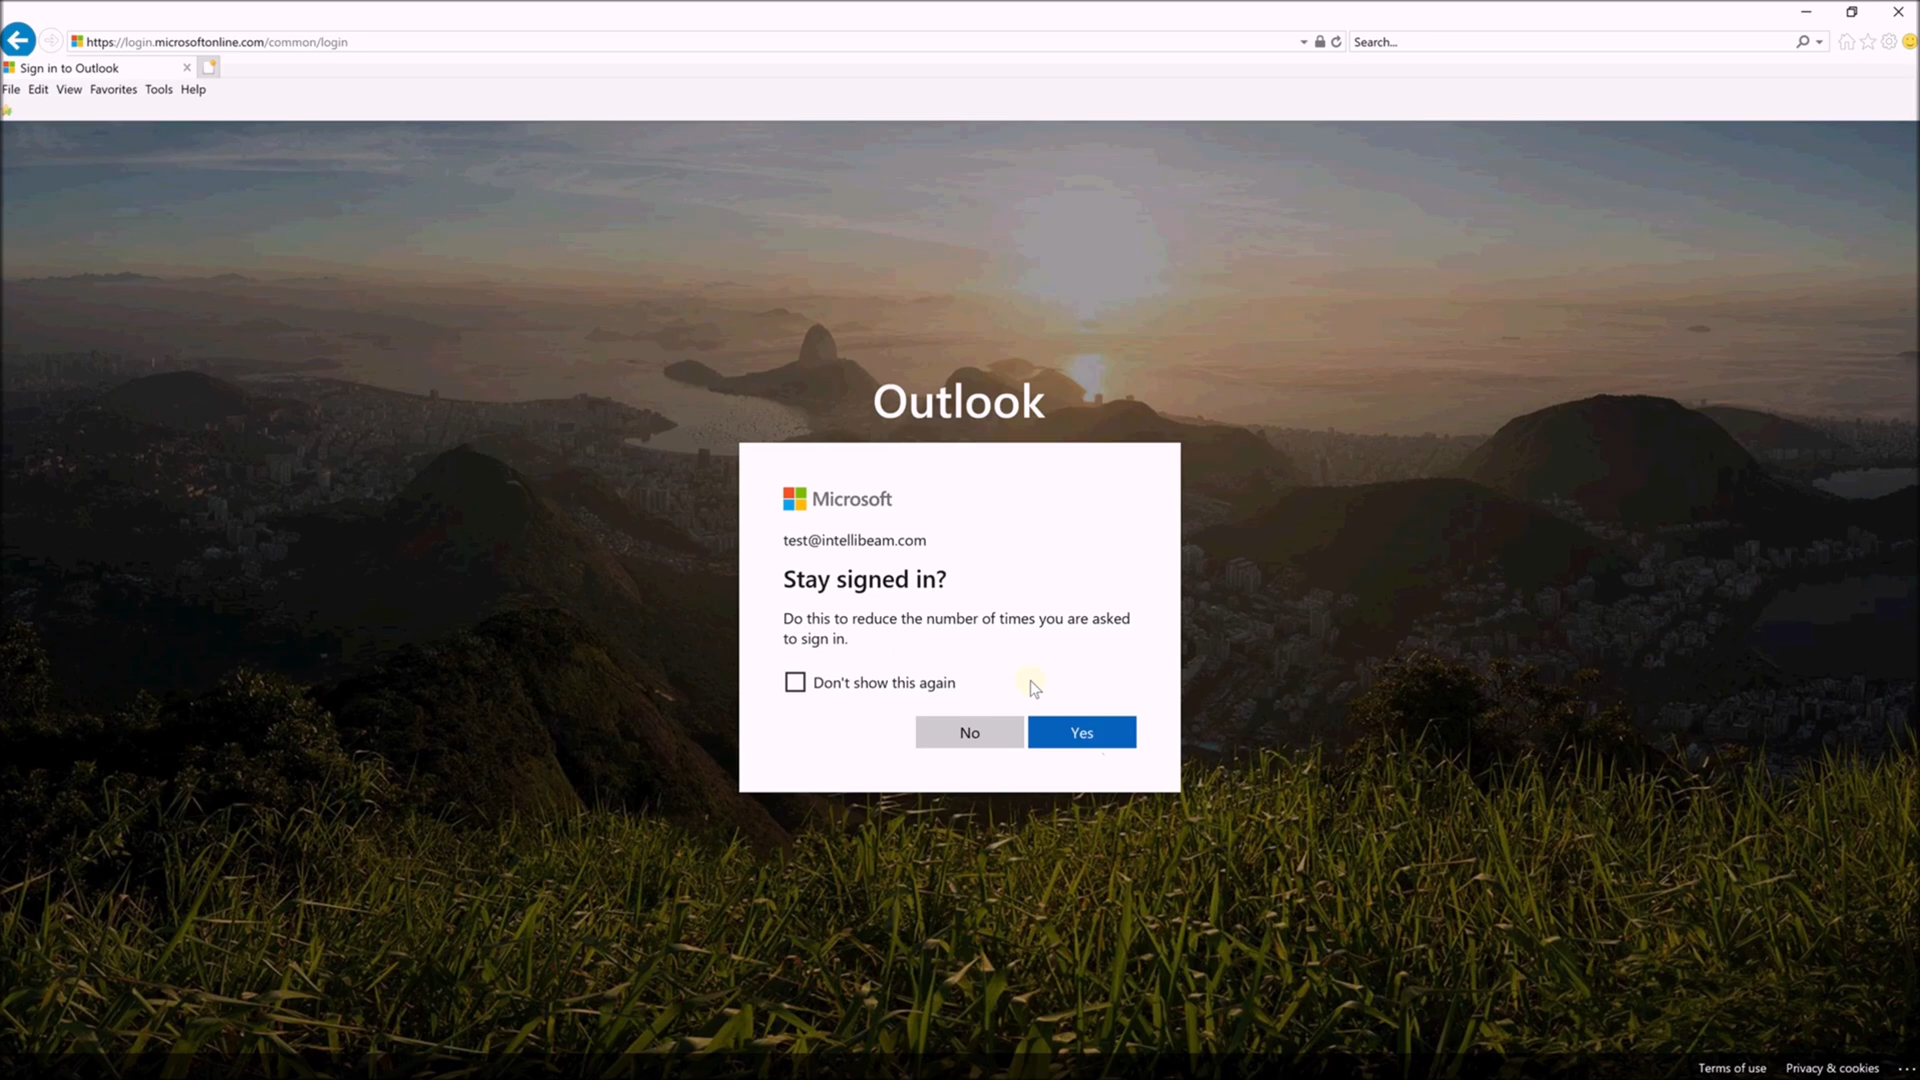 https://login.microsoftonline.com/common/login
Search...
Sign in to Outlook
File Edit View Favorites Tools Help
Outlook
Microsoft
test@intellibeam.com
Stay signed in?
Do this to reduce the number of times you are asked
to sign in.
Don't show this again
No
Yes
Terms of use
Privacy & cookies
...